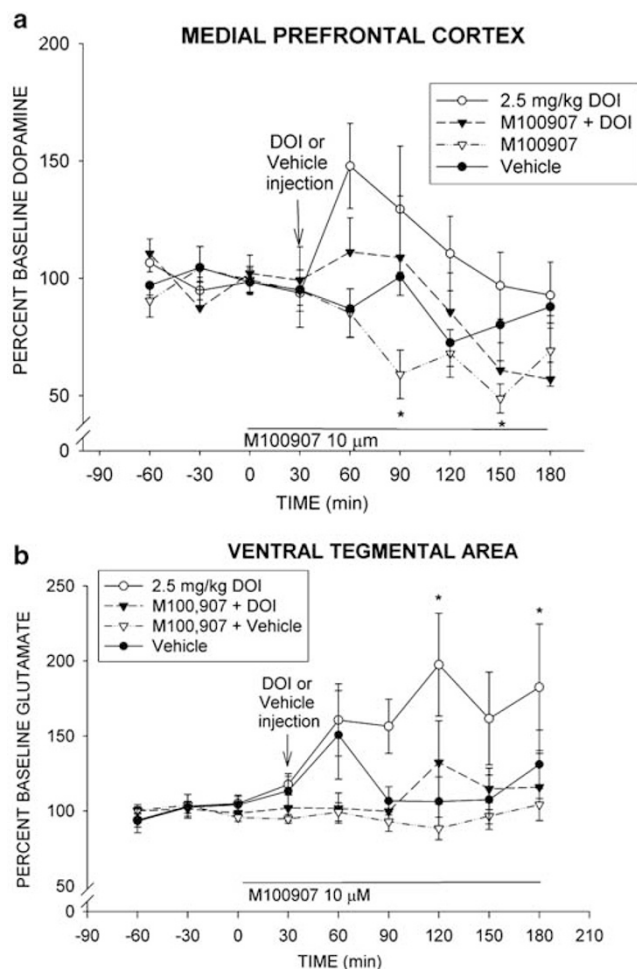 a
MEDIAL PREFRONTAL CORTEX
200
150
100
50
0
PERCENT BASELINE DOPAMINE
2.5 mg/kg DOI
M100907 + DOI
M100907
Vehicle
DOI or
Vehicle
injection
*
*
M100907 10 µm
-90 -60 -30 0 30 60 90 120 150 180
TIME (min)
b
VENTRAL TEGMENTAL AREA
250
200
150
100
50
0
PERCENT BASELINE GLUTAMATE
2.5 mg/kg DOI
M100,907 + DOI
M100,907 + Vehicle
Vehicle
DOI or
Vehicle
injection
*
*
M100907 10 µM
-90 -60 -30 0 30 60 90 120 150 180 210
TIME (min)